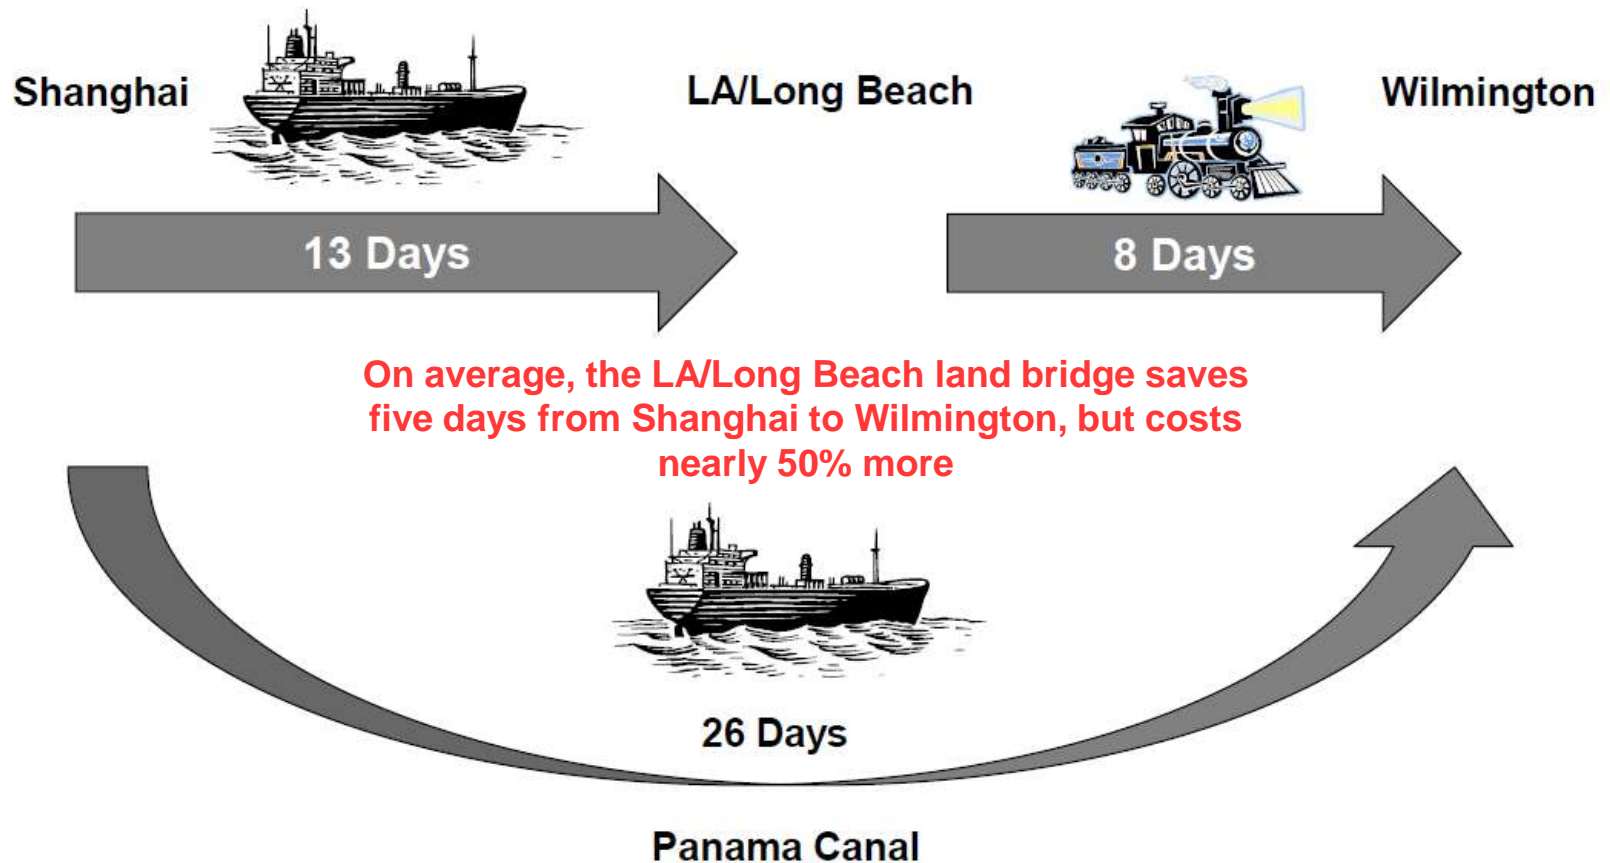 Shanghai
LA/Long Beach
Wilmington
13 Days
8 Days
On average, the LA/Long Beach land bridge saves
five days from Shanghai to Wilmington, but costs
nearly 50% more
26 Days
Panama Canal